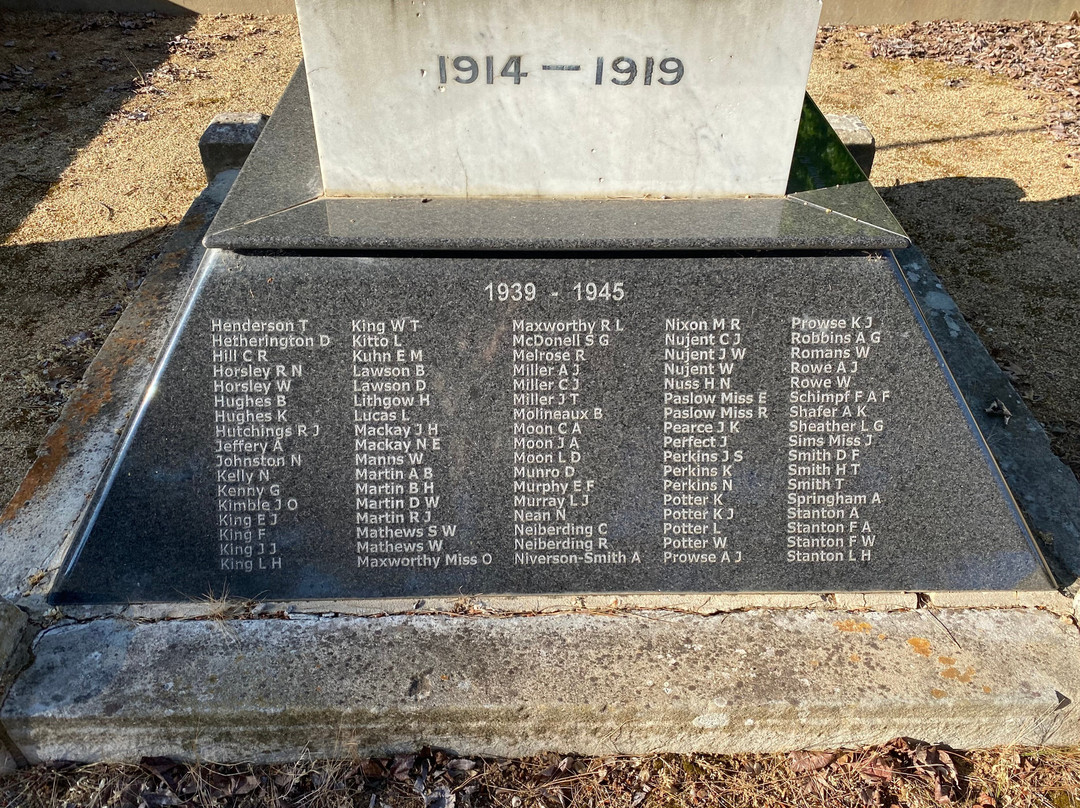 1914 — 1919
1939 - 1945
Henderson T
Hetherington D
Hill C R
Horsley R N
Horsley W
Hughes B
Hughes K
Hutchings R J
Jeffery A
Johnston N
Kelly N
Kenny G
Kimble J O
King E J
King F
King J J
King L H
King W T
Kitto L
Kuhn E M
Lawson B
Lawson D
Lithgow H
Lucas L
Mackay J H
Mackay N E
Manns W
Martin A B
Martin B H
Martin D W
Martin R J
Mathews S W
Mathews W
Maxworthy Miss O
Maxworthy R L
McDonell S G
Melrose R
Miller A J
Miller C J
Miller J T
Molineaux B
Moon C A
Moon J A
Moon L D
Munro D
Murphy E F
Murray L J
Nean N
Neiberding C
Neiberding R
Niverson-Smith A
Nixon M R
Nujent C J
Nujent J W
Nujent W
Nuss H N
Paslow Miss E
Paslow Miss R
Pearce J K
Perfect J
Perkins J S
Perkins K
Perkins N
Potter K
Potter K J
Potter L
Potter W
Prowse A J
Prowse K J
Robbins A G
Romans W
Rowe A J
Rowe W
Schimpf F A F
Shafer A K
Sheather L G
Sims Miss J
Smith D F
Smith H T
Smith T
Springham A
Stanton A
Stanton F A
Stanton F W
Stanton L H